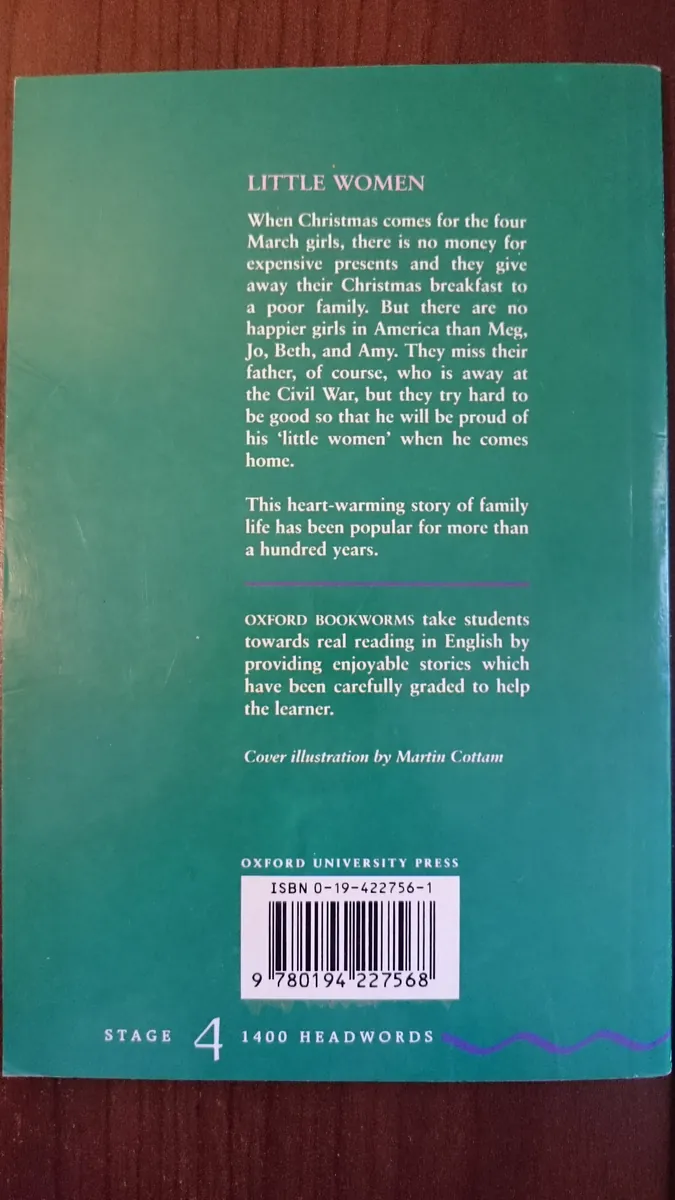 LITTLE WOMEN
When Christmas comes for the four
March girls, there is no money for
expensive presents and they give
away their Christmas breakfast to
a poor family. But there are no
happier girls in America than Meg,
Jo, Beth, and Amy. They miss their
father, of course, who is away at
the Civil War, but they try hard to
be good so that he will be proud of
his ‘little women’ when he comes
home.
This heart-warming story of family
life has been popular for more than
a hundred years.
OXFORD BOOKWORMS take students
towards real reading in English by
providing enjoyable stories which
have been carefully graded to help
the learner.
Cover illustration by Martin Cottam
OXFORD UNIVERSITY PRESS
ISBN 0-19-422756-1
9 780194 227568
STAGE 4 1400 HEADWORDS